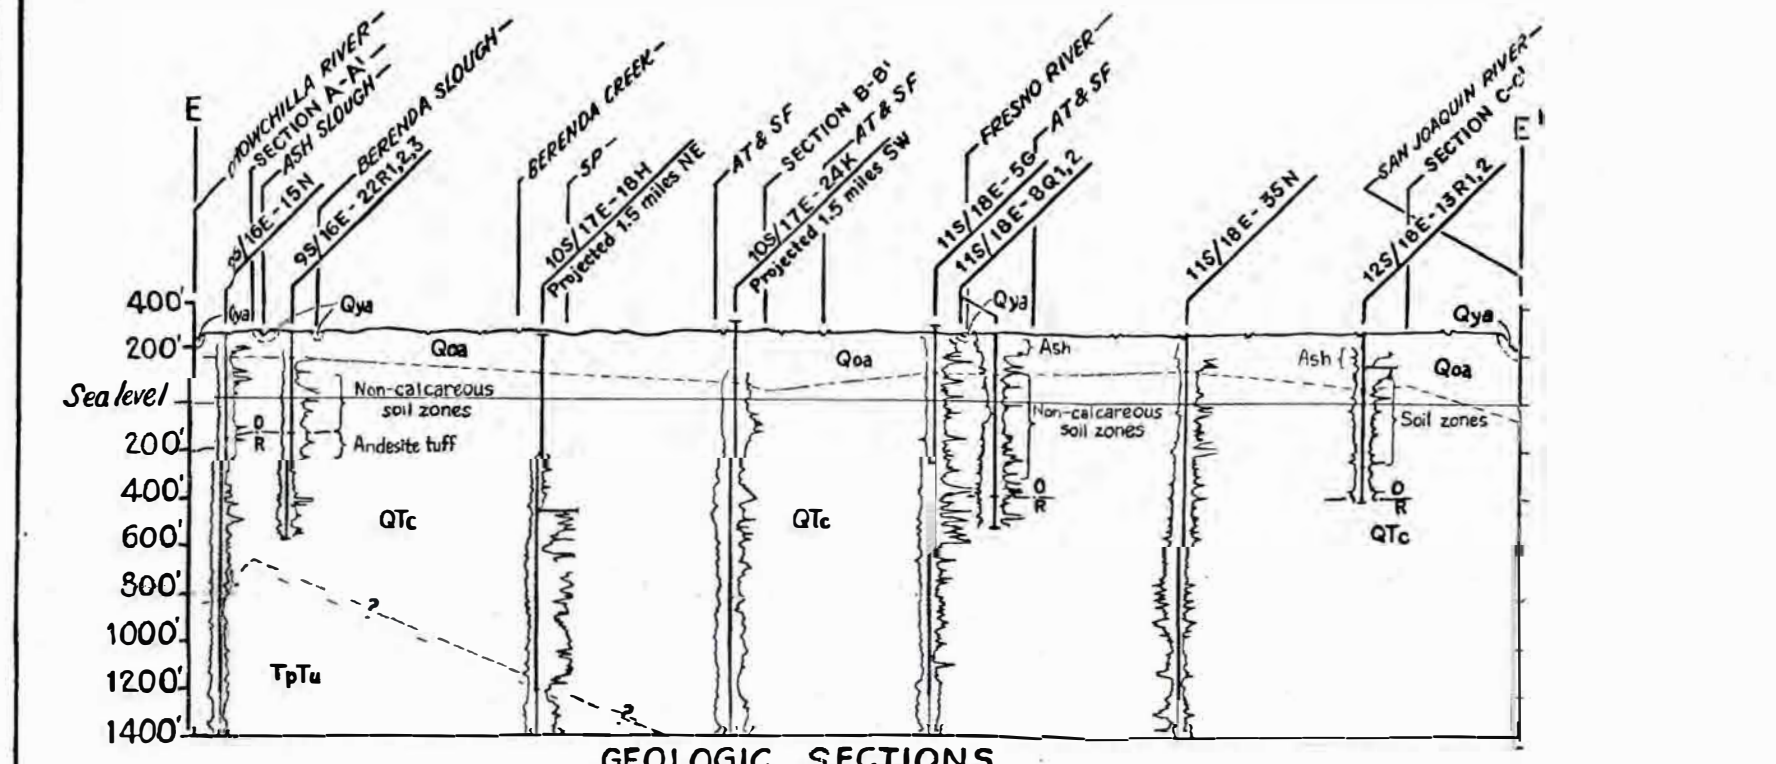 E
CHOWCHILLA RIVER
SECTION A-A'
ASH SLOUGH
9S/16E-15N
BERENDA SLOUGH
9S/16E-22R1,2,3
BERENDA CREEK
SP
10S/17E-18H
Projected 1.5 miles NE
AT & SF
SECTION B-B'
AT & SF
10S/17E-24K
Projected 1.5 miles SW
FRESNO RIVER
AT & SF
11S/18E-5G
11S/18E-8Q1,2
11S/18E-35N
SAN JOAQUIN RIVER
SECTION C-C'
12S/18E-13R1,2
E'
400'
200'
Sea level
200'
400'
600'
800'
1000'
1200'
1400'
Qya
Qya
Qoa
Non-calcareous
soil zones
O
R
Andesite tuff
QTc
?
TpTu
?
Qoa
QTc
Qya
Ash
Non-calcareous
soil zones
O
R
Ash
Qya
Qoa
Soil zones
O
R
QTc
GEOLOGIC SECTIONS